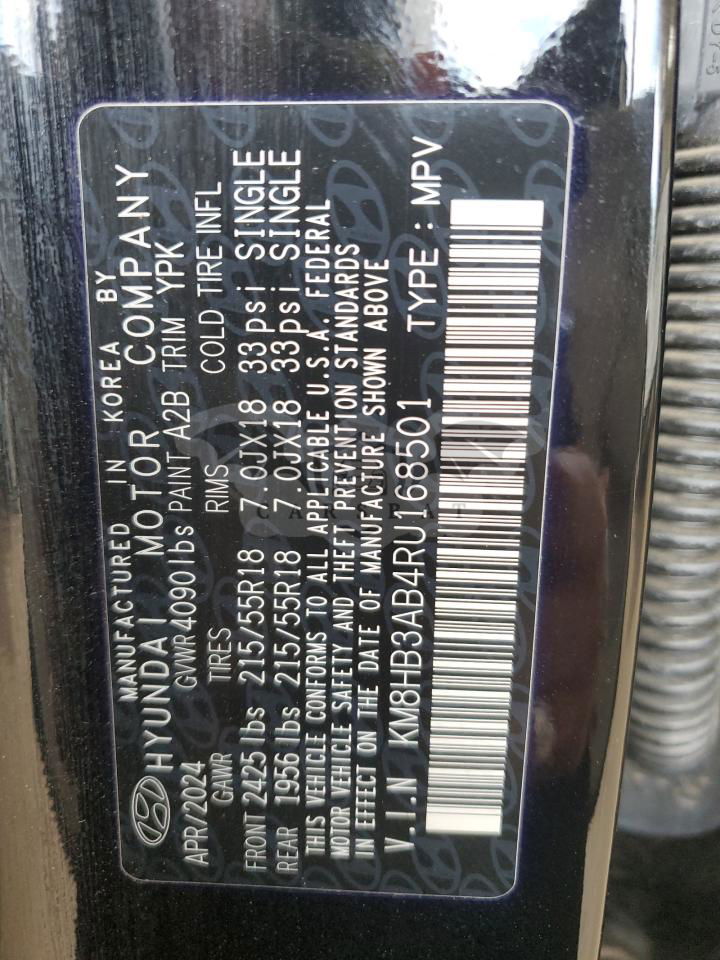 MANUFACTURED IN KOREA BY
HYUNDAI MOTOR COMPANY
APR/2024 GVWR 4090lbs PAINT A2B TRIM YPK
GAWR TIRES RIMS COLD TIRE INFL
FRONT 2425 lbs 215/55R18 7.0JX18 33psi SINGLE
REAR 1956 lbs 215/55R18 7.0JX18 33psi SINGLE
THIS VEHICLE CONFORMS TO ALL APPLICABLE U.S.A. FEDERAL
MOTOR VEHICLE SAFETY AND THEFT PREVENTION STANDARDS
IN EFFECT ON THE DATE OF MANUFACTURE SHOWN ABOVE
V.I.N KM8HB3AB4RU168501 TYPE : MPV